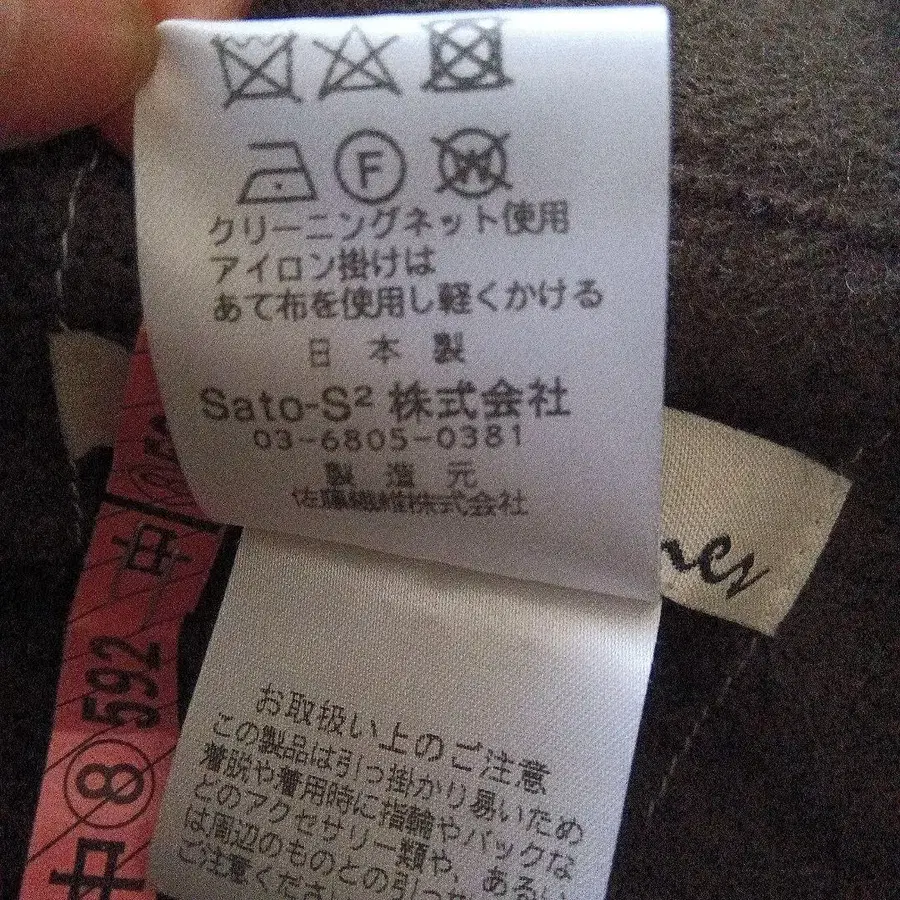 F
W
クリーニングネット使用
アイロン掛けは
あて布を使用し軽くかける
日本製
Sato-S² 株式会社
03-6805-0381
製造元
佐藤繊維株式会社
お取扱い上のご注意
この製品は引っ掛かり易いため
着脱や着用時に指輪やバックな
どのアクセサリー類や、あるい
は周辺のものとの引っ
ご注意くださ
中
⑧592
中